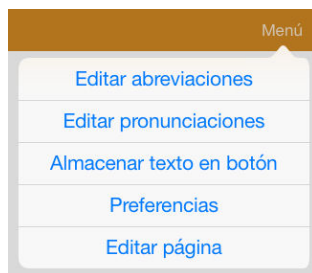 Menú
Editar abreviaciones
Editar pronunciaciones
Almacenar texto en botón
Preferencias
Editar página